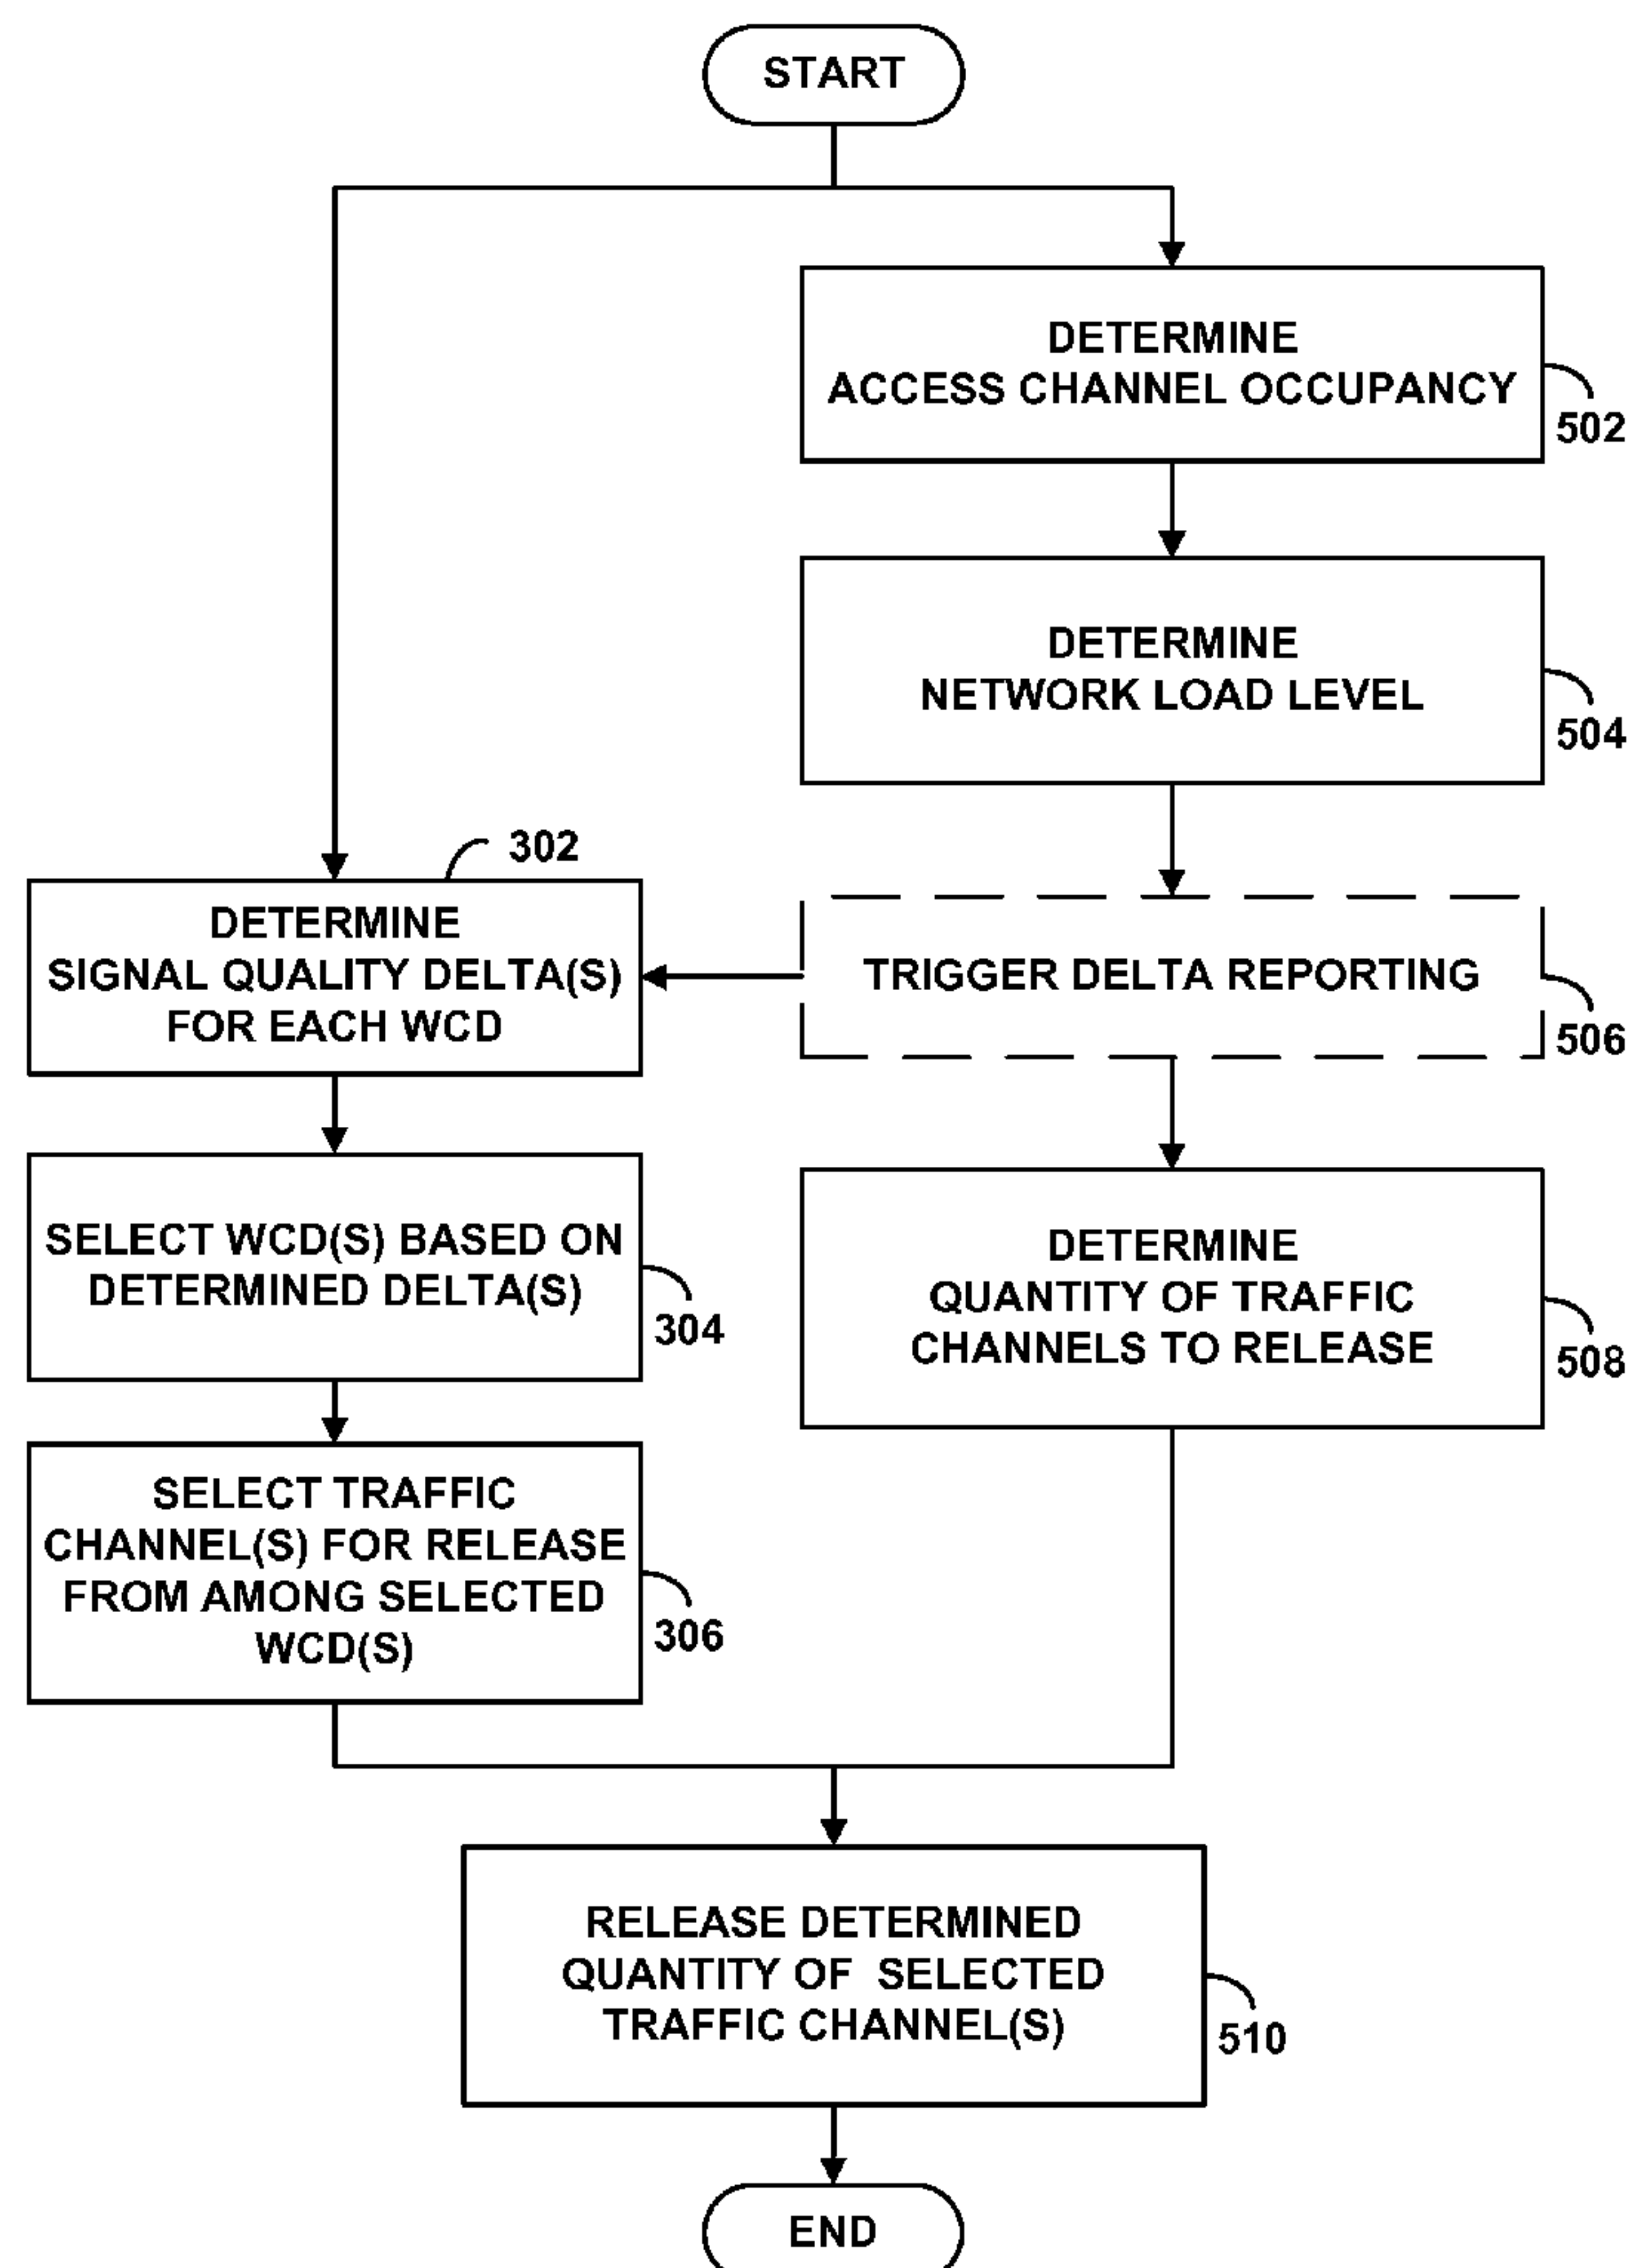 START
DETERMINE
ACCESS CHANNEL OCCUPANCY
502
DETERMINE
NETWORK LOAD LEVEL
504
302
DETERMINE
SIGNAL QUALITY DELTA(S)
FOR EACH WCD
TRIGGER DELTA REPORTING
506
SELECT WCD(S) BASED ON
DETERMINED DELTA(S)
304
DETERMINE
QUANTITY OF TRAFFIC
CHANNELS TO RELEASE
508
SELECT TRAFFIC
CHANNEL(S) FOR RELEASE
FROM AMONG SELECTED
WCD(S)
306
RELEASE DETERMINED
QUANTITY OF SELECTED
TRAFFIC CHANNEL(S)
510
END